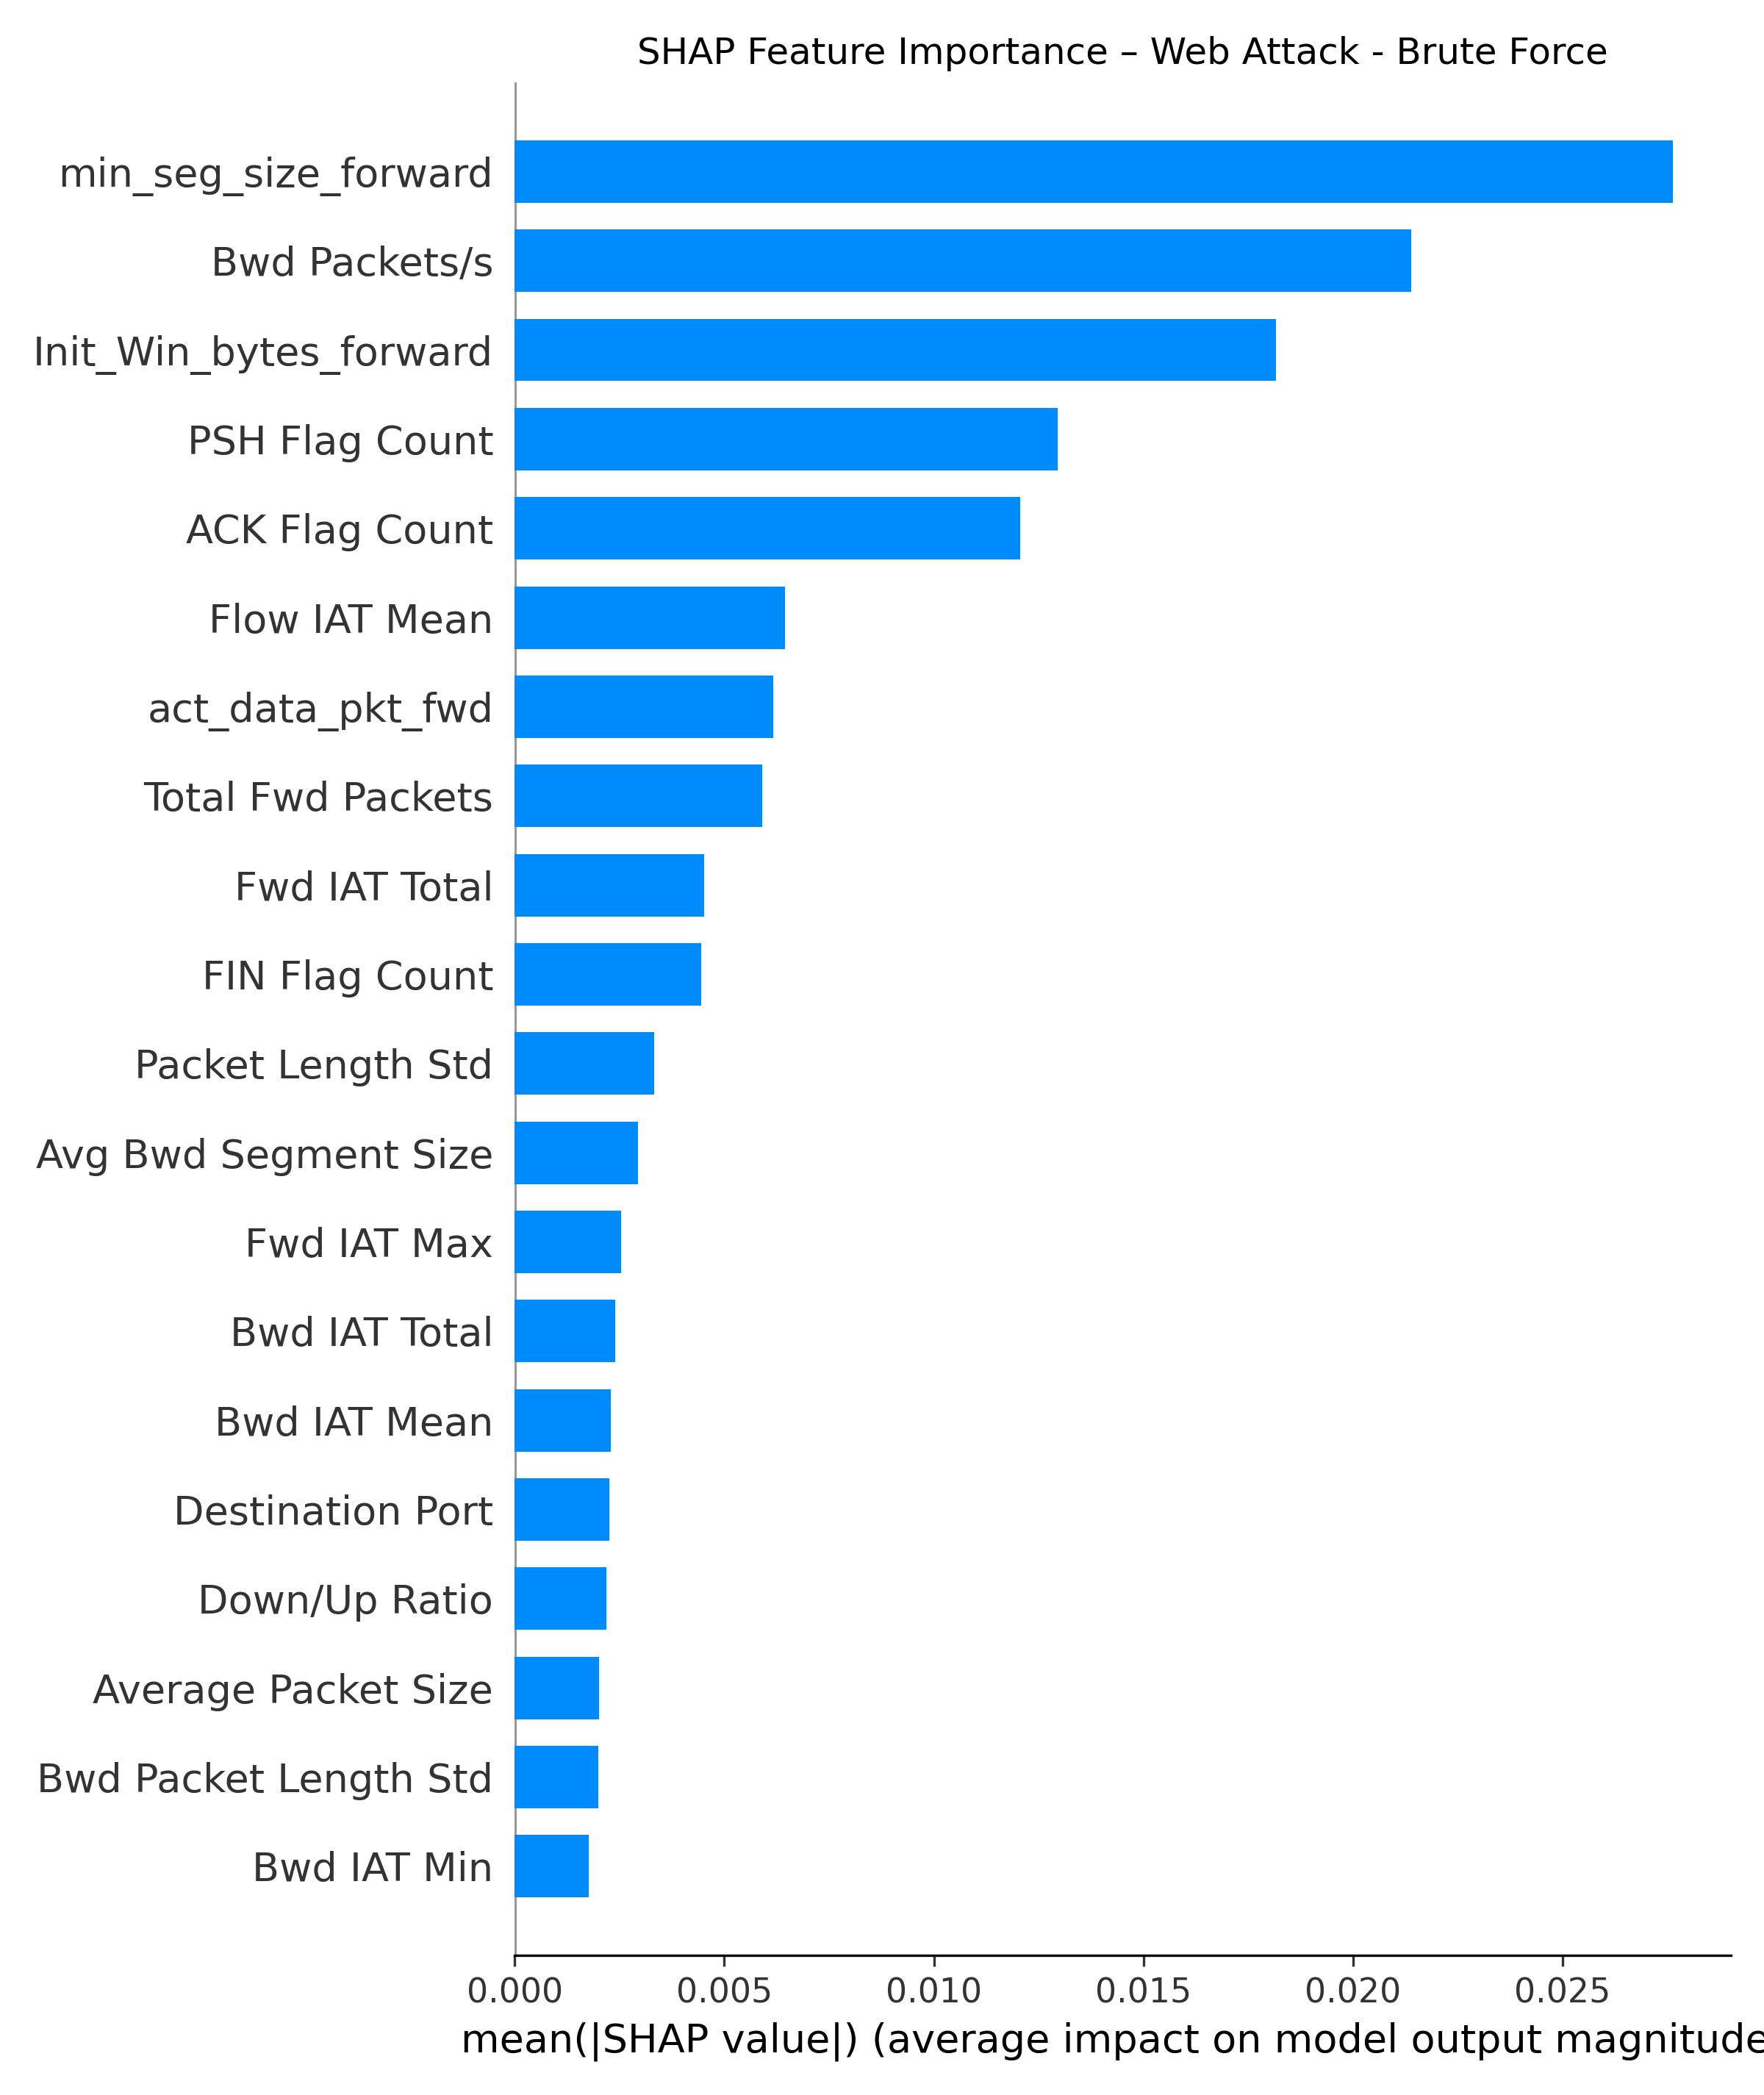 SHAP Feature Importance – Web Attack - Brute Force
min_seg_size_forward
Bwd Packets/s
Init_Win_bytes_forward
PSH Flag Count
ACK Flag Count
Flow IAT Mean
act_data_pkt_fwd
Total Fwd Packets
Fwd IAT Total
FIN Flag Count
Packet Length Std
Avg Bwd Segment Size
Fwd IAT Max
Bwd IAT Total
Bwd IAT Mean
Destination Port
Down/Up Ratio
Average Packet Size
Bwd Packet Length Std
Bwd IAT Min
0.000 0.005 0.010 0.015 0.020 0.025
mean(|SHAP value|) (average impact on model output magnitude